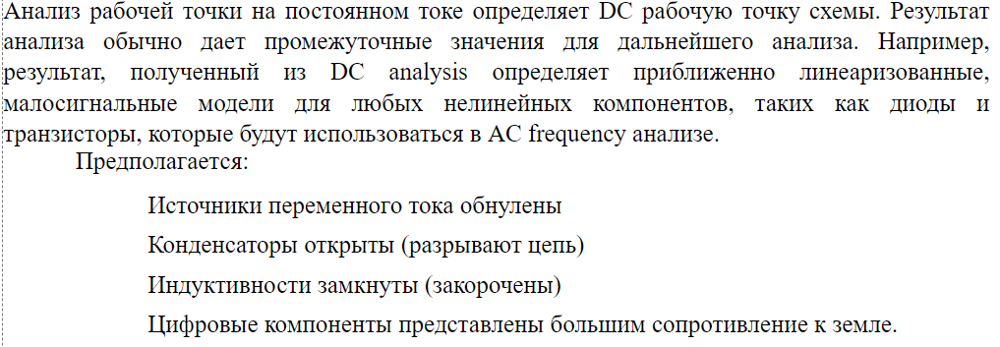 Анализ рабочей точки на постоянном токе определяет DC рабочую точку схемы. Результат
анализа обычно дает промежуточные значения для дальнейшего анализа. Например,
результат, полученный из DC analysis определяет приближенно линеаризованные,
малосигнальные модели для любых нелинейных компонентов, таких как диоды и
транзисторы, которые будут использоваться в AC frequency анализе.
Предполагается:
Источники переменного тока обнулены
Конденсаторы открыты (разрывают цепь)
Индуктивности замкнуты (закорочены)
Цифровые компоненты представлены большим сопротивление к земле.